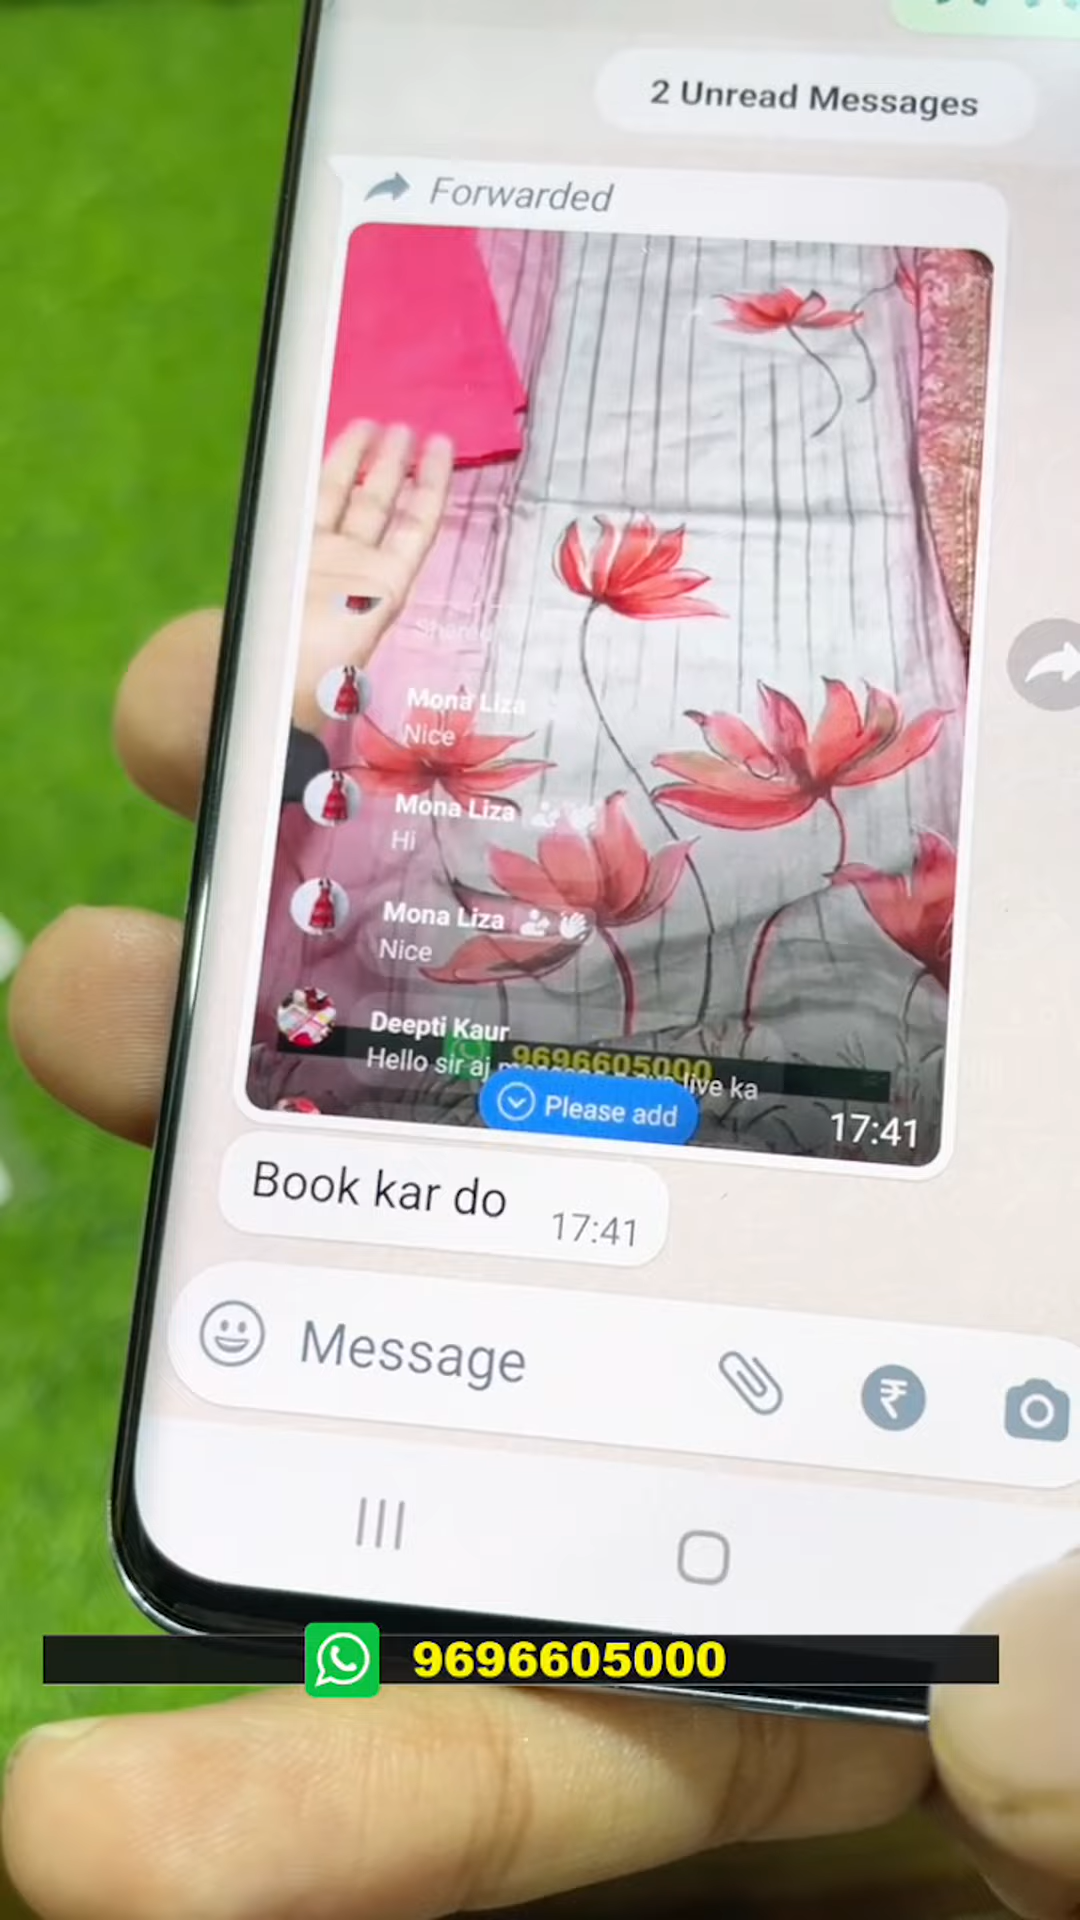 2 Unread Messages
Forwarded
Mona Liza
Nice
Mona Liza
Hi
Mona Liza
Nice
Deepti Kaur
9696605000
Hello sir aj live ka
Please add
17:41
Book kar do
17:41
Message
9696605000